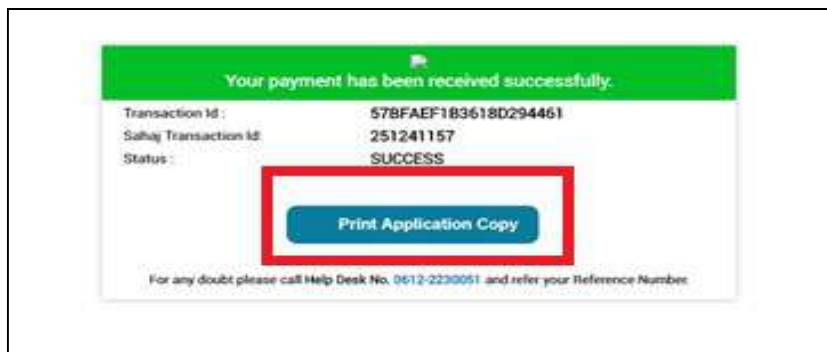 Your payment has been received successfully.
Transaction Id : 57BFAEF1B3618D294461
Sahaj Transaction Id: 251241157
Status : SUCCESS
Print Application Copy
For any doubt please call Help Desk No. 0612-2230051 and refer your Reference Number.